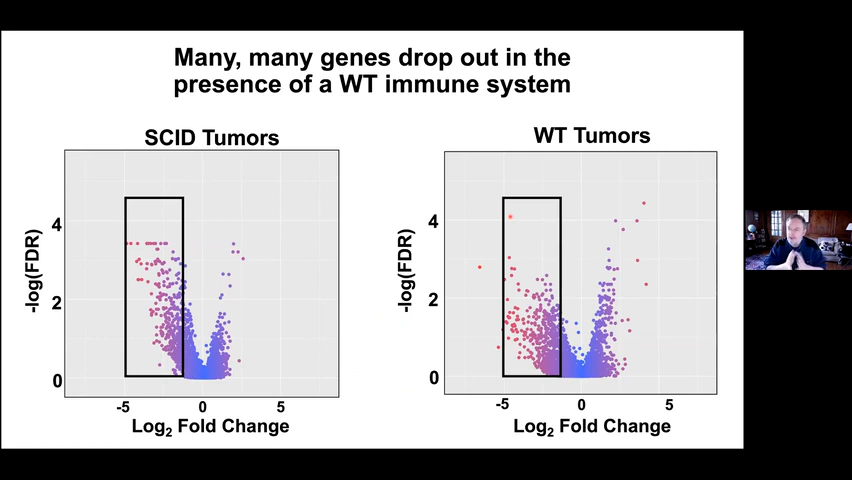 Many, many genes drop out in the
presence of a WT immune system
SCID Tumors
-log(FDR)
4
2
0
-5 0 5
Log2 Fold Change
WT Tumors
-log(FDR)
4
2
0
-5 0 5
Log2 Fold Change